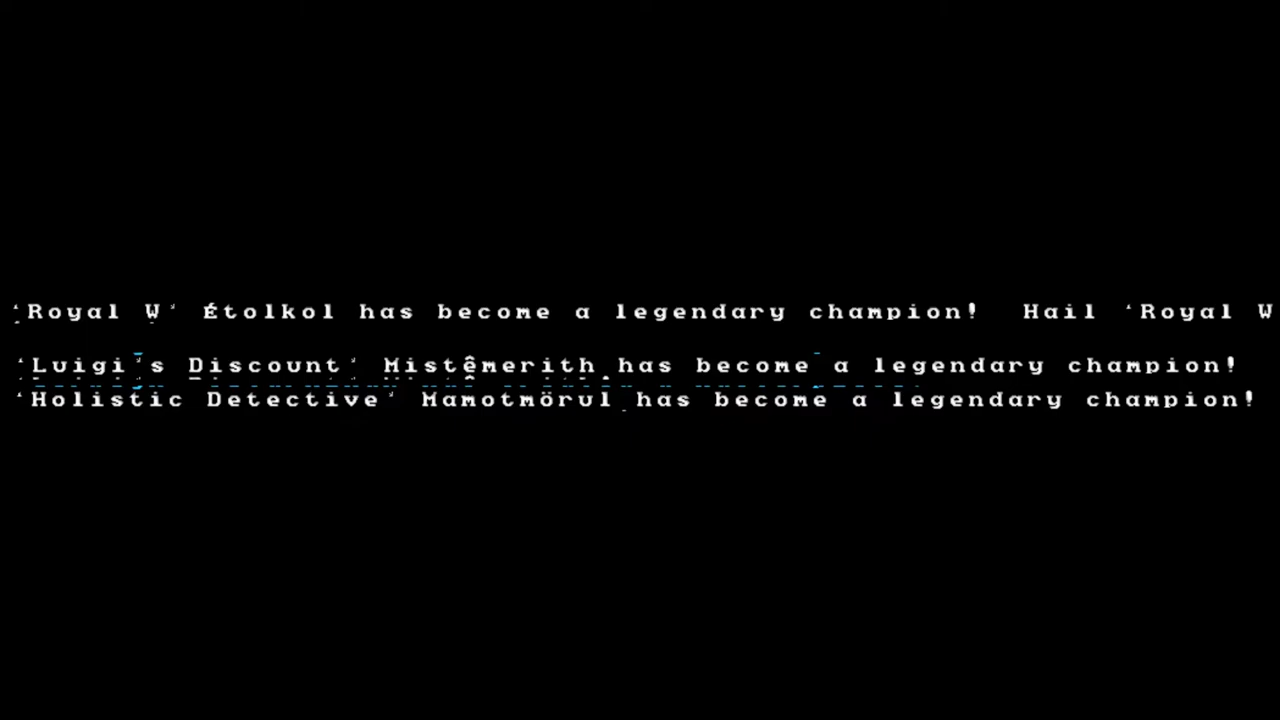 ‘Royal W’ Étolkol has become a legendary champion!  Hail ‘Royal W
‘Luigi’s Discount’ Mistêmerith has become a legendary champion!
‘Holistic Detective’ Mamotmörul has become a legendary champion!